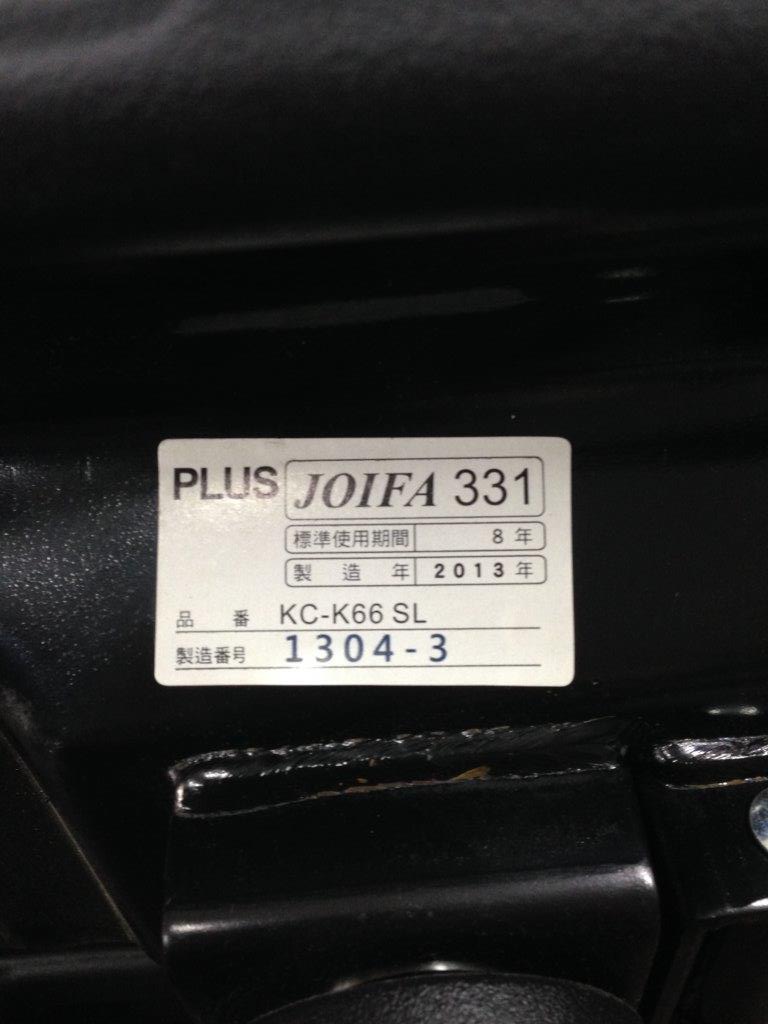 PLUS JOIFA 331
標準使用期間 8 年
製造年 2013 年
品番 KC-K66 SL
製造番号 1304-3